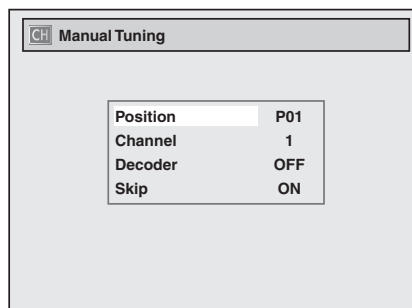 CH Manual Tuning
Position P01
Channel 1
Decoder OFF
Skip ON